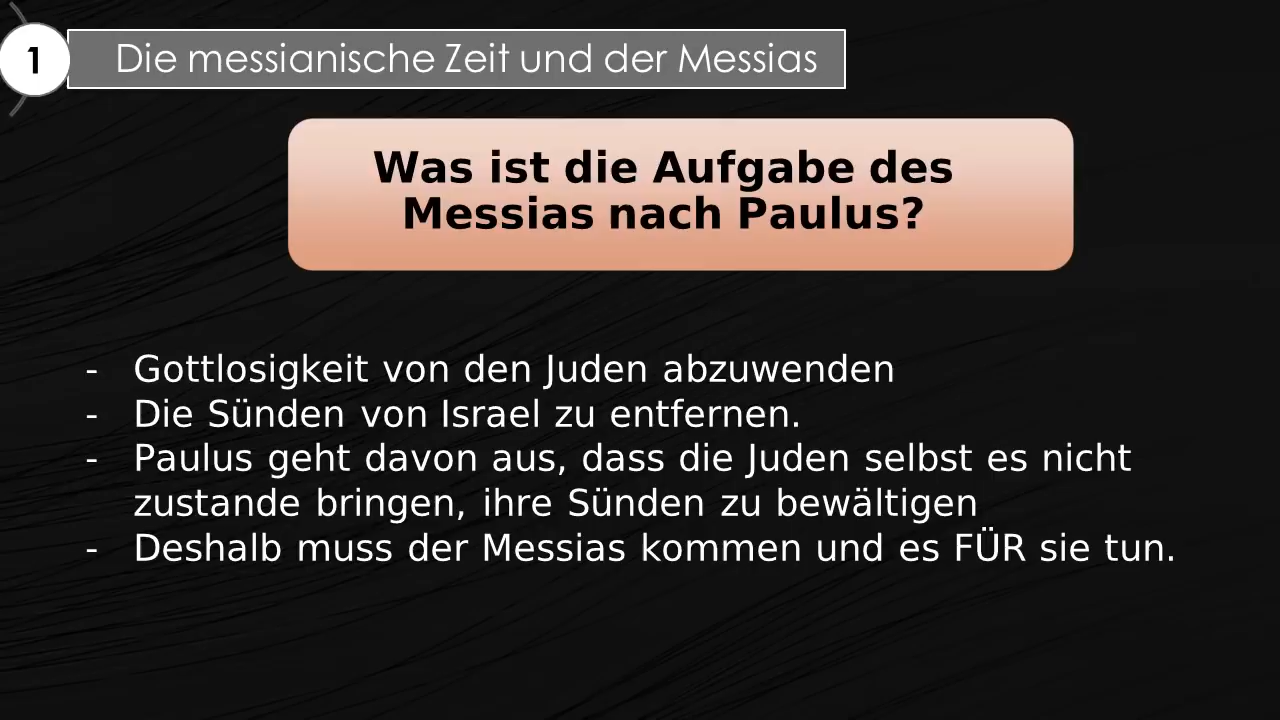 1 Die messianische Zeit und der Messias
Was ist die Aufgabe des
Messias nach Paulus?
- Gottlosigkeit von den Juden abzuwenden
- Die Sünden von Israel zu entfernen.
- Paulus geht davon aus, dass die Juden selbst es nicht
zustande bringen, ihre Sünden zu bewältigen
- Deshalb muss der Messias kommen und es FÜR sie tun.